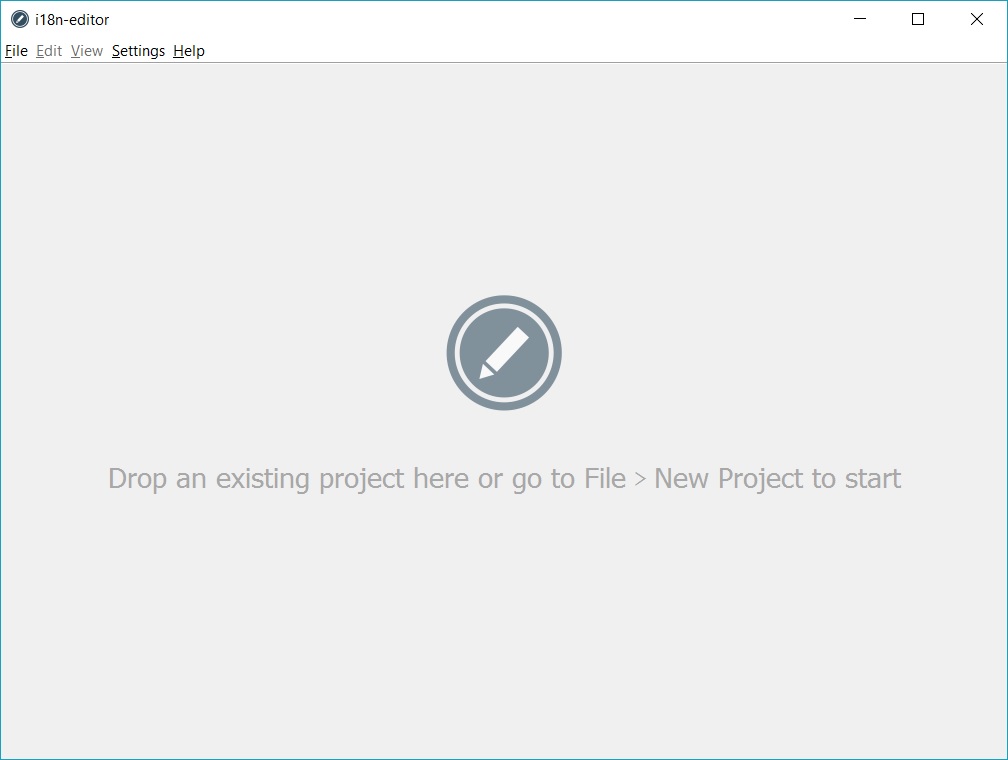 i18n-editor
File Edit View Settings Help
Drop an existing project here or go to File > New Project to start